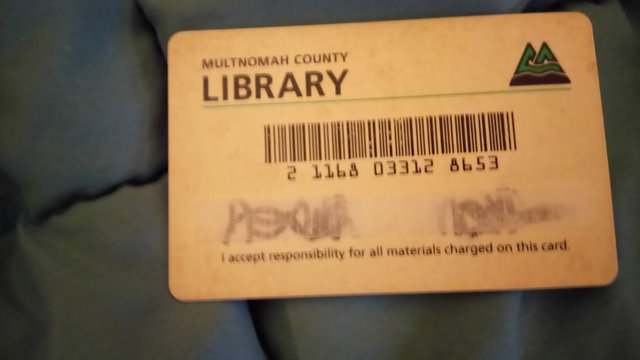 MULTNOMAH COUNTY
LIBRARY
2 1168 03312 8653
I accept responsibility for all materials charged on this card.